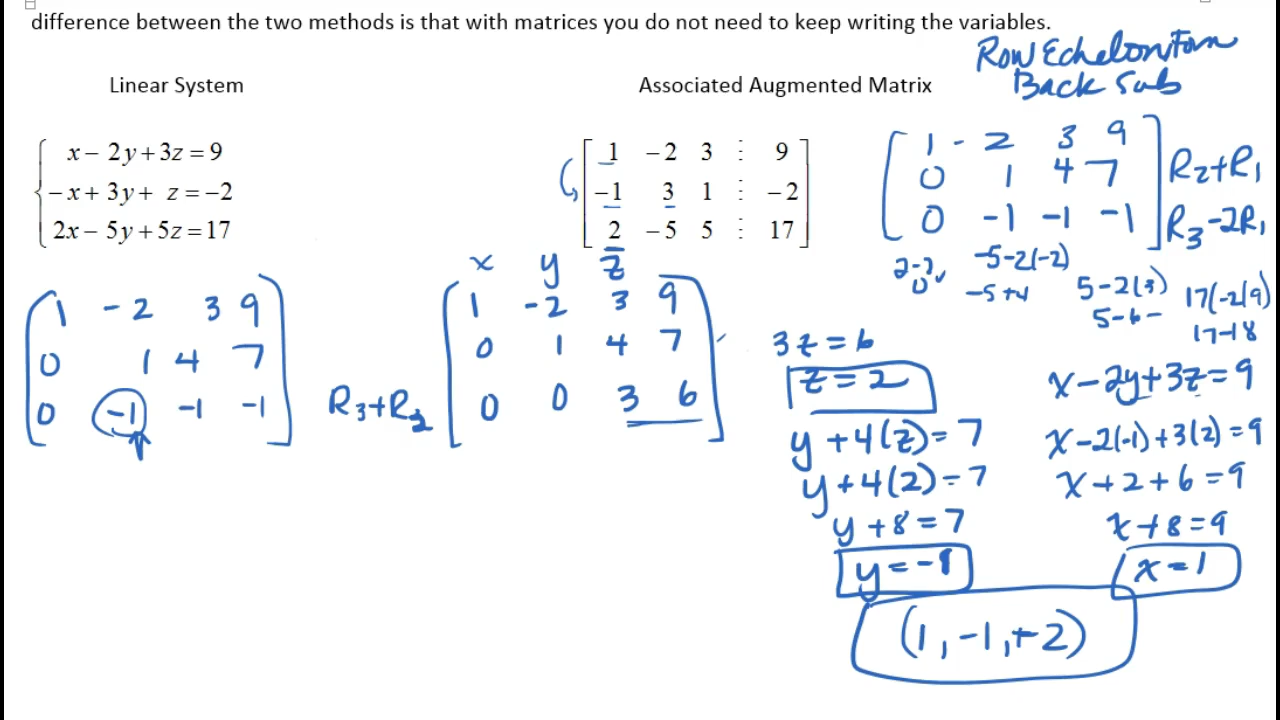 difference between the two methods is that with matrices you do not need to keep writing the variables.
Row Echelon Form
Back Sub
Linear System
Associated Augmented Matrix
x − 2y + 3z = 9
−x + 3y + z = −2
2x − 5y + 5z = 17
1 −2 3 ⋮ 9
−1 3 1 ⋮ −2
2 −5 5 ⋮ 17
1 -2 3 9
0 1 4 7 R2+R1
0 -1 -1 -1 R3-2R1
2-2
0
-5-2(-2)
-5+4
5-2(3)
5-6-
17(-2(9)
17-18
1 -2 3 9
0 1 4 7
0 -1 -1 -1
R3+R2
x y z
1 -2 3 9
0 1 4 7
0 0 3 6
3z = 6
z = 2
y + 4(z) = 7
y + 4(2) = 7
y + 8 = 7
y = -1
x - 2y + 3z = 9
x - 2(-1) + 3(2) = 9
x + 2 + 6 = 9
x + 8 = 9
x = 1
(1, -1, +2)